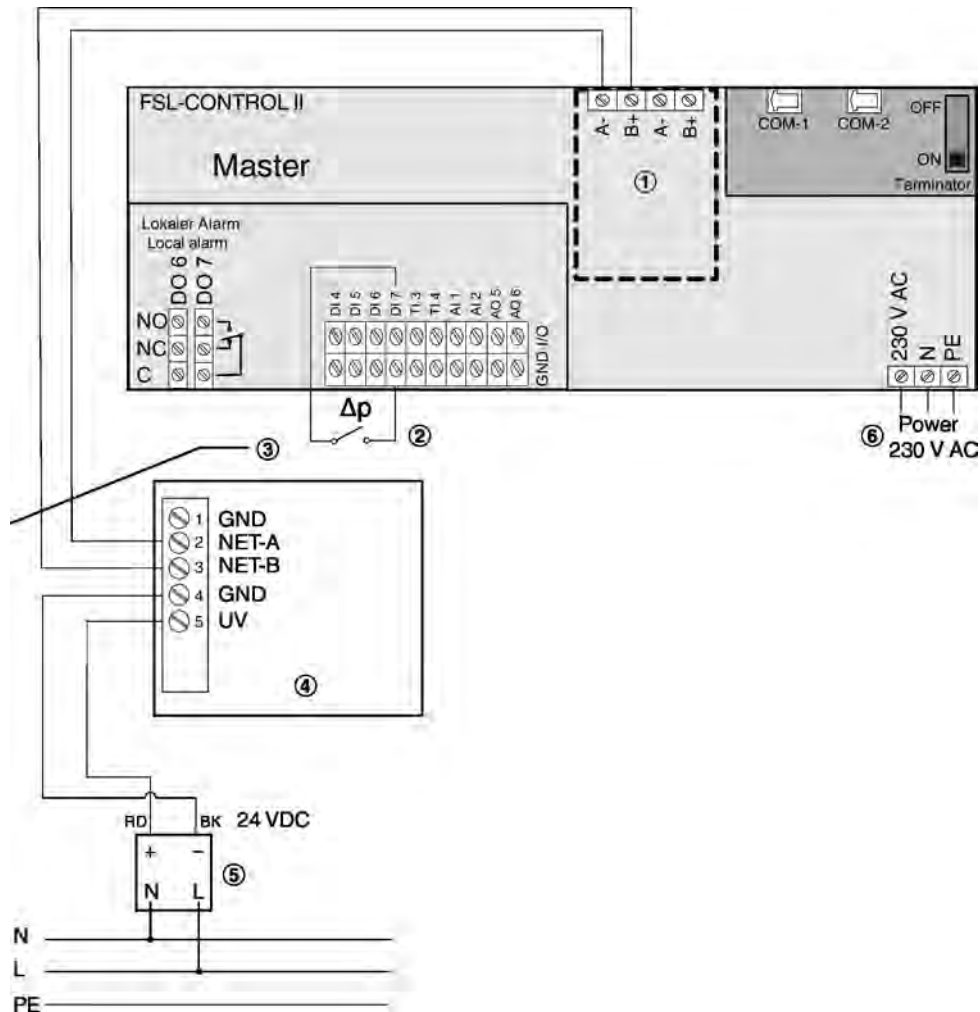 FSL-CONTROL II
Master
A-
B+
A-
B+
①
COM-1
COM-2
OFF
ON
Terminator
Lokaler Alarm
Local alarm
DO 6
DO 7
NO
NC
C
DI 4
DI 5
DI 6
DI 7
TI 3
TI 4
AI 1
AI 2
AO 5
AO 6
GND I/O
230 V AC
N
PE
Δp
②
③
⑥ Power
230 V AC
1 GND
2 NET-A
3 NET-B
4 GND
5 UV
④
RD
BK
24 VDC
+
−
N
L
⑤
N
L
PE